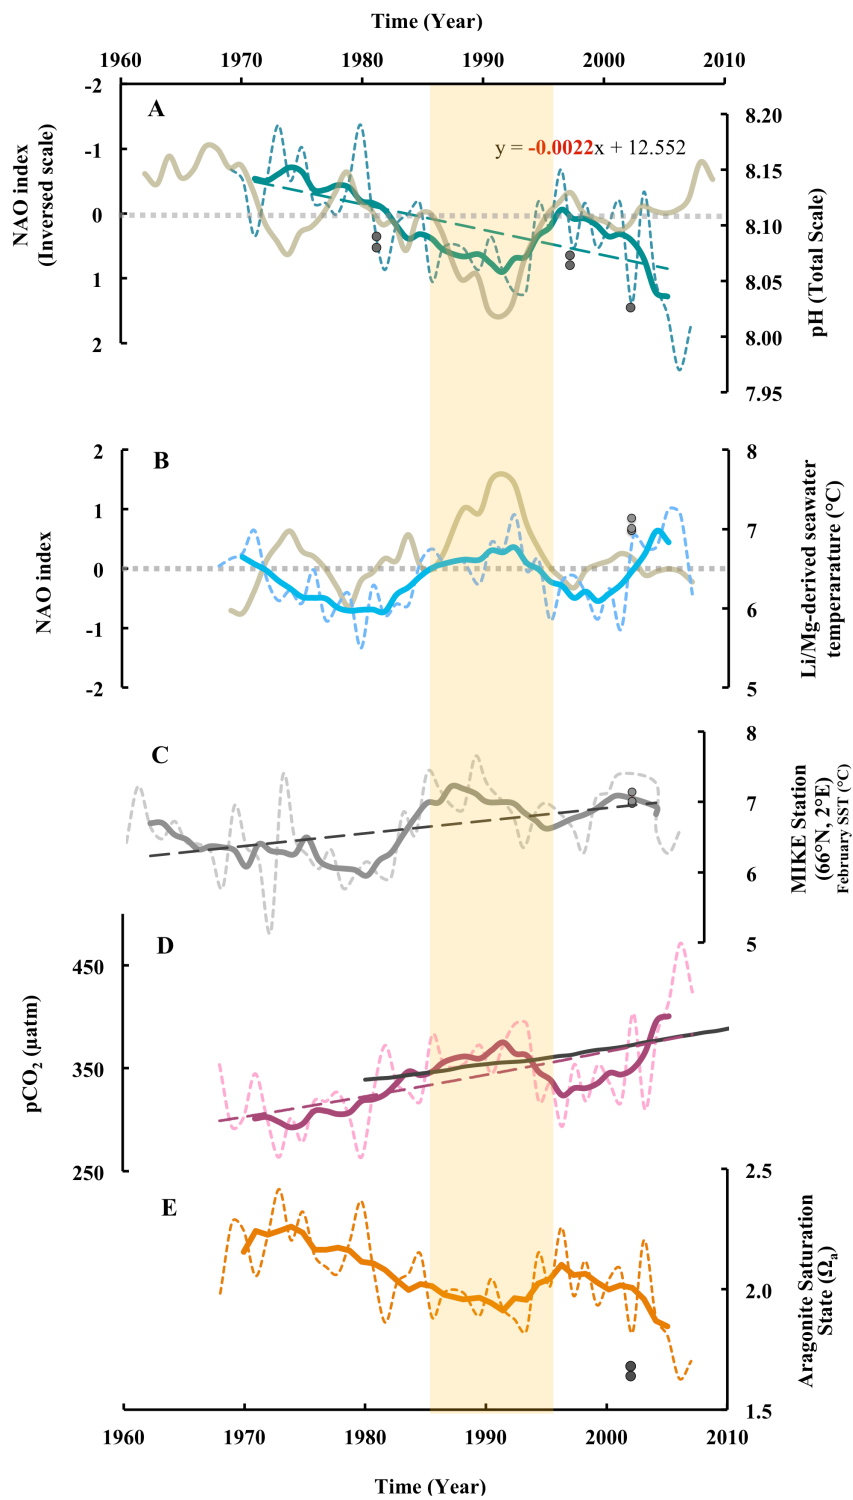 Time (Year)
1960 1970 1980 1990 2000 2010
A
-2
-1
0
1
2
NAO index
(Inversed scale)
y = -0.0022x + 12.552
8.20
8.15
8.10
8.05
8.00
7.95
pH (Total Scale)
B
2
1
0
-1
-2
NAO index
8
7
6
5
Li/Mg-derived seawater
temperarature (°C)
C
8
7
6
5
MIKE Station
(66°N, 2°E)
February SST (°C)
D
450
350
250
pCO₂ (µatm)
E
2.5
2.0
1.5
Aragonite Saturation
State (Ωₐ)
1960 1970 1980 1990 2000 2010
Time (Year)